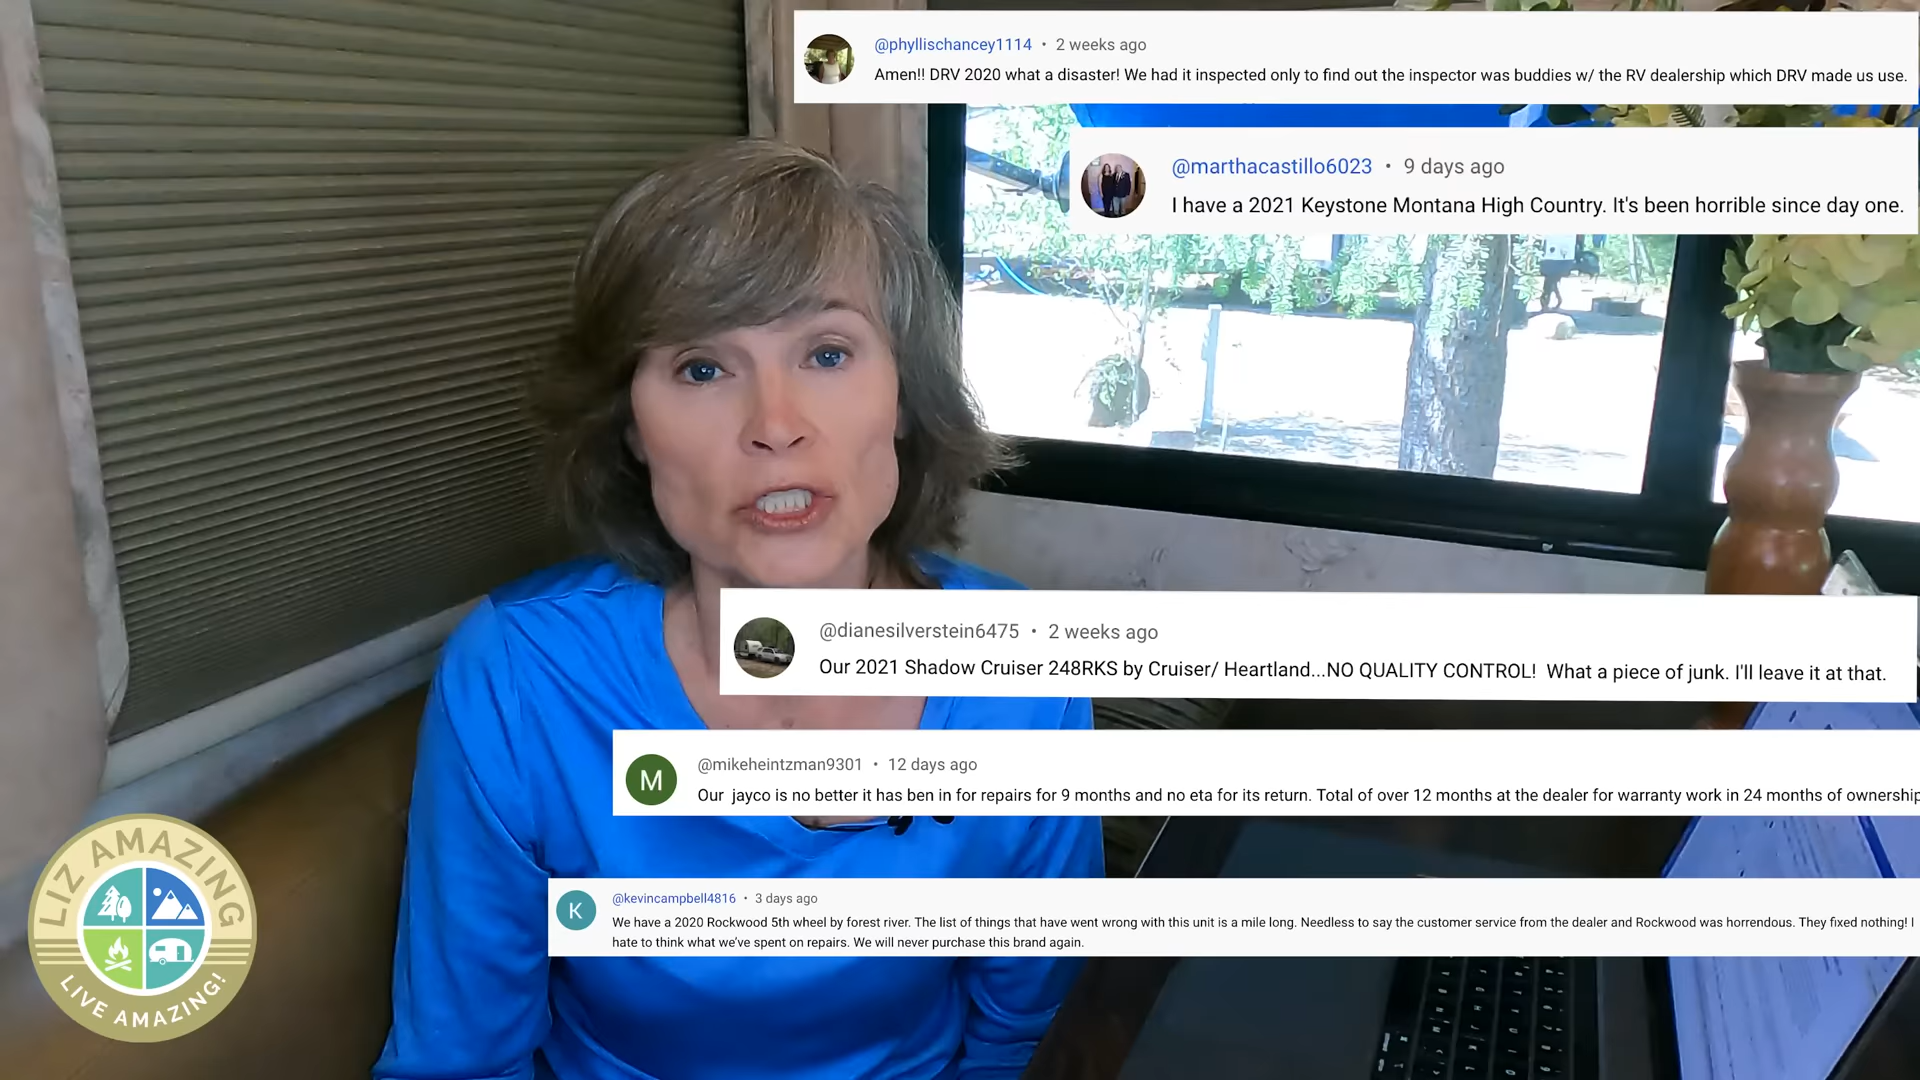 @phyllischancey1114 • 2 weeks ago
Amen!! DRV 2020 what a disaster! We had it inspected only to find out the inspector was buddies w/ the RV dealership which DRV made us use.
@marthacastillo6023 • 9 days ago
I have a 2021 Keystone Montana High Country. It's been horrible since day one.
@dianesilverstein6475 • 2 weeks ago
Our 2021 Shadow Cruiser 248RKS by Cruiser/ Heartland...NO QUALITY CONTROL! What a piece of junk. I'll leave it at that.
M
@mikeheintzman9301 • 12 days ago
Our jayco is no better it has ben in for repairs for 9 months and no eta for its return. Total of over 12 months at the dealer for warranty work in 24 months of ownership
K
@kevincampbell4816 • 3 days ago
We have a 2020 Rockwood 5th wheel by forest river. The list of things that have went wrong with this unit is a mile long. Needless to say the customer service from the dealer and Rockwood was horrendous. They fixed nothing! I
hate to think what we've spent on repairs. We will never purchase this brand again.
LIZ AMAZING
LIVE AMAZING!